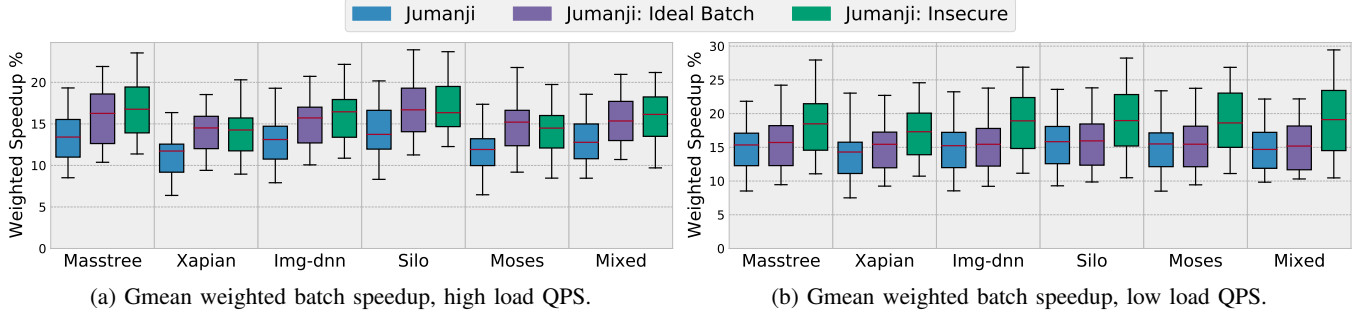 Jumanji Jumanji: Ideal Batch Jumanji: Insecure
Weighted Speedup %
20
15
10
5
0
Masstree Xapian Img-dnn Silo Moses Mixed
(a) Gmean weighted batch speedup, high load QPS.
Weighted Speedup %
30
25
20
15
10
5
0
Masstree Xapian Img-dnn Silo Moses Mixed
(b) Gmean weighted batch speedup, low load QPS.